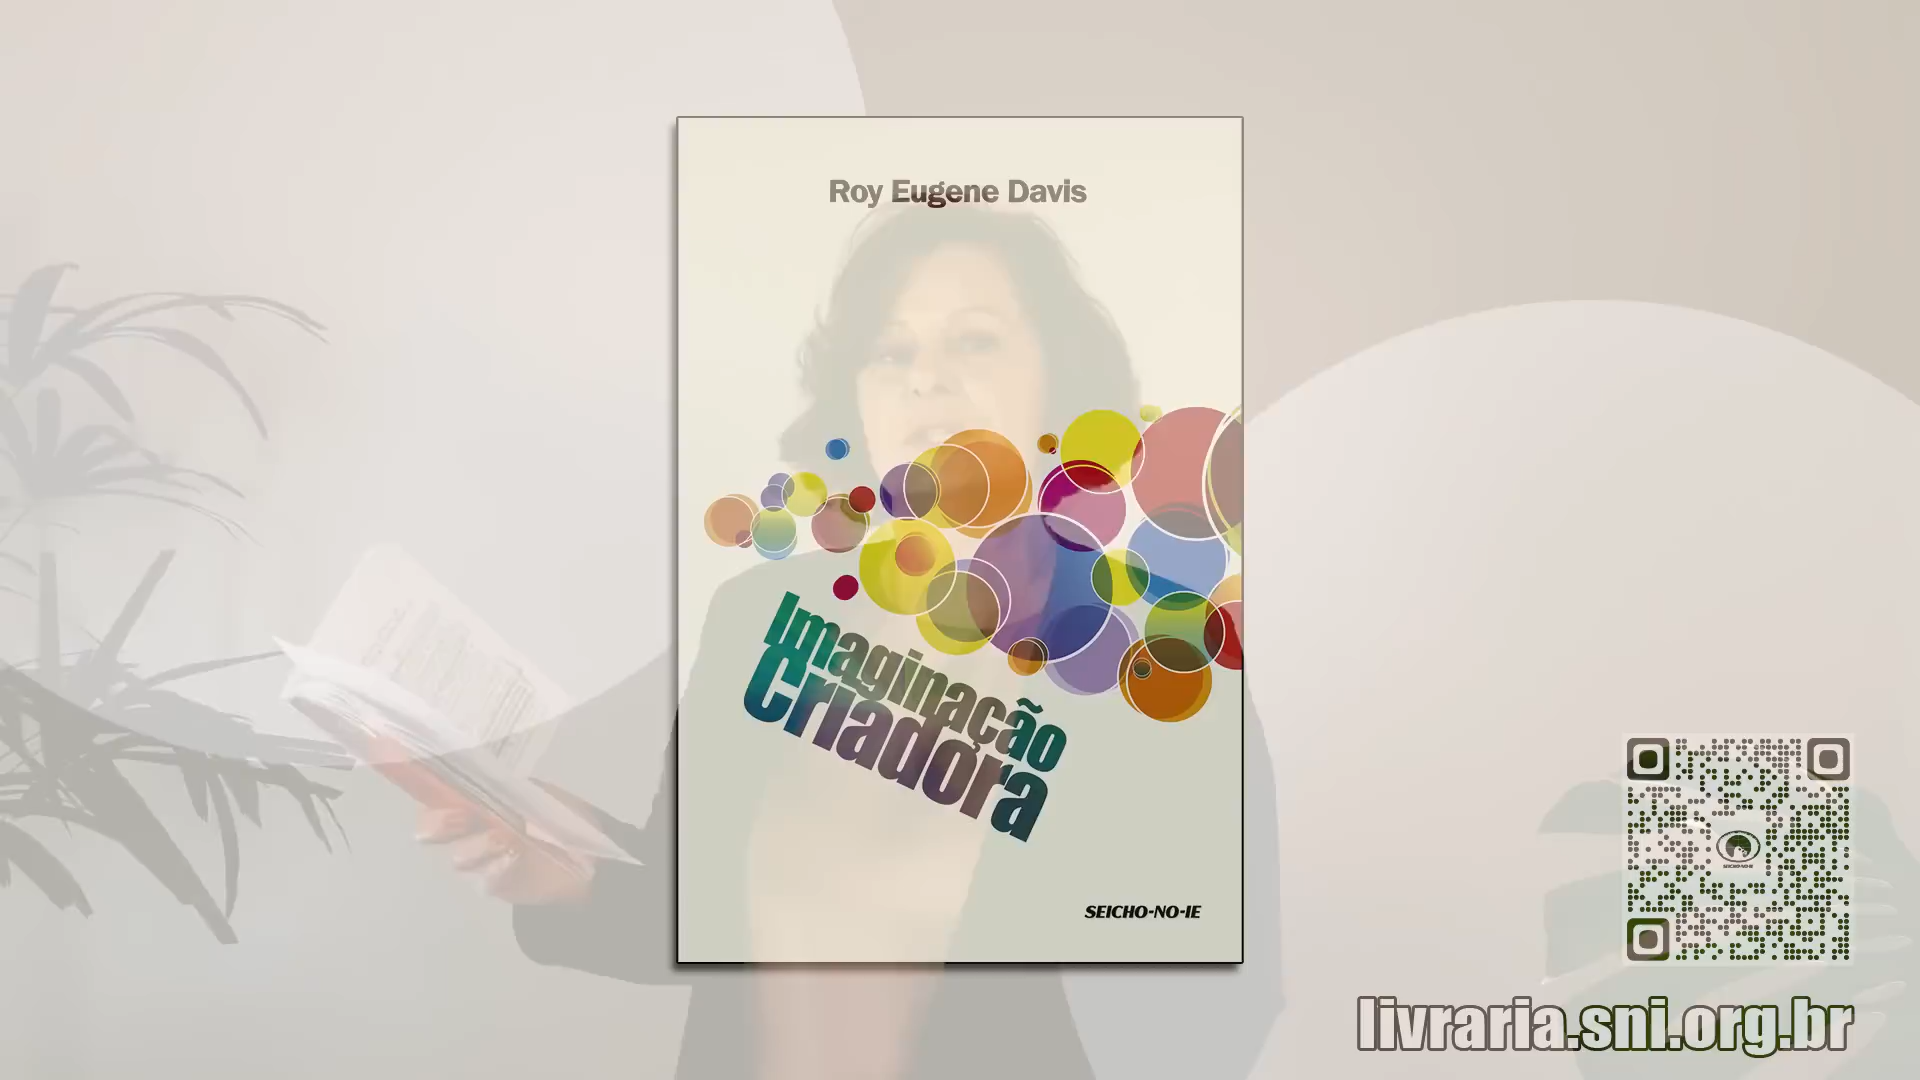 Roy Eugene Davis
Imaginação
Criadora
SEICHO-NO-IE
livraria.sni.org.br